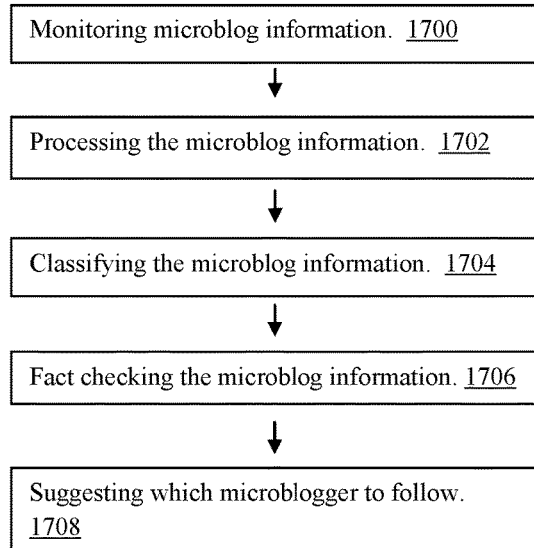 Monitoring microblog information. 1700
Processing the microblog information. 1702
Classifying the microblog information. 1704
Fact checking the microblog information. 1706
Suggesting which microblogger to follow.
1708